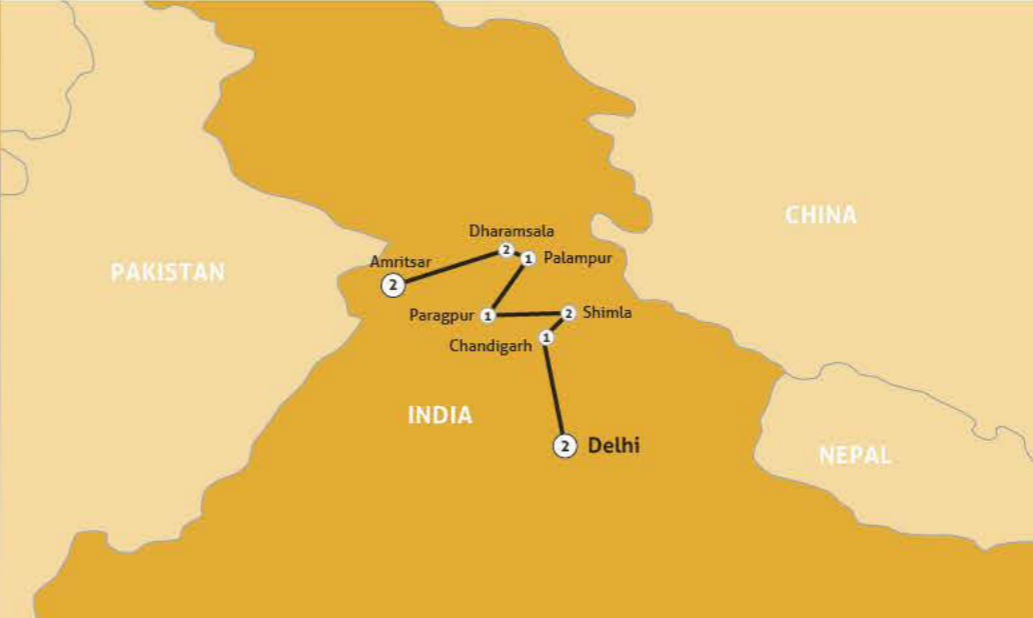 CHINA
Dharamsala
2
1 Palampur
Amritsar
2
PAKISTAN
Paragpur 1
2 Shimla
1
Chandigarh
INDIA
2 Delhi
NEPAL